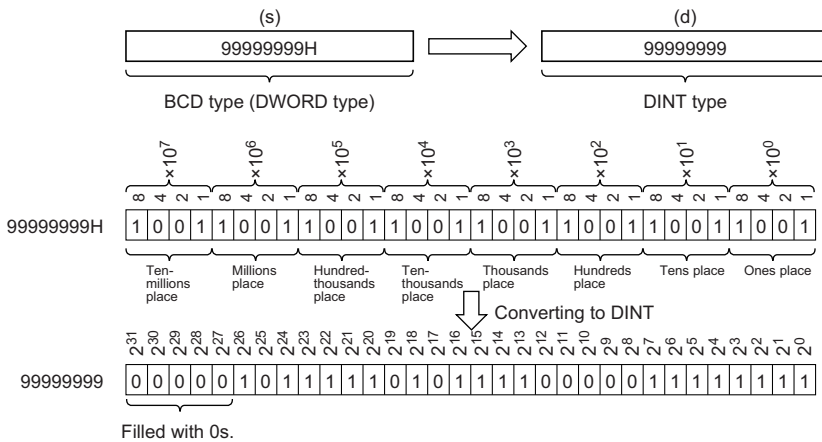 (s) (d)
99999999H 99999999
BCD type (DWORD type) DINT type
×10⁷ ×10⁶ ×10⁵ ×10⁴ ×10³ ×10² ×10¹ ×10⁰
8 4 2 1 8 4 2 1 8 4 2 1 8 4 2 1 8 4 2 1 8 4 2 1 8 4 2 1 8 4 2 1
99999999H 1 0 0 1 1 0 0 1 1 0 0 1 1 0 0 1 1 0 0 1 1 0 0 1 1 0 0 1 1 0 0 1
Ten-millions place Millions place Hundred-thousands place Ten-thousands place Thousands place Hundreds place Tens place Ones place
Converting to DINT
2³¹ 2³⁰ 2²⁹ 2²⁸ 2²⁷ 2²⁶ 2²⁵ 2²⁴ 2²³ 2²² 2²¹ 2²⁰ 2¹⁹ 2¹⁸ 2¹⁷ 2¹⁶ 2¹⁵ 2¹⁴ 2¹³ 2¹² 2¹¹ 2¹⁰ 2⁹ 2⁸ 2⁷ 2⁶ 2⁵ 2⁴ 2³ 2² 2¹ 2⁰
99999999 0 0 0 0 0 1 0 1 1 1 1 1 0 1 0 1 1 1 1 0 0 0 0 0 1 1 1 1 1 1 1 1
Filled with 0s.